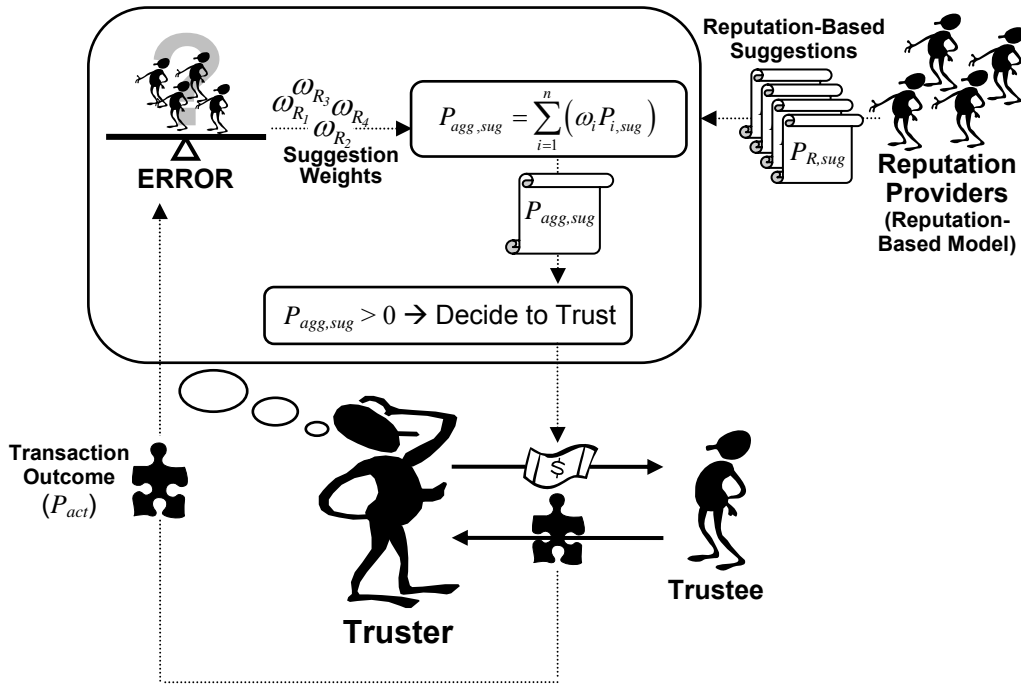 ?
ERROR
ω_{R_1} ω_{R_3} ω_{R_2} ω_{R_4}
Suggestion
Weights
P_{agg,sug} = \sum_{i=1}^{n} (ω_i P_{i,sug})
Reputation-Based
Suggestions
P_{R,sug}
Reputation
Providers
(Reputation-
Based Model)
P_{agg,sug}
P_{agg,sug} > 0 → Decide to Trust
Transaction
Outcome
(P_{act})
$
Trustee
Truster